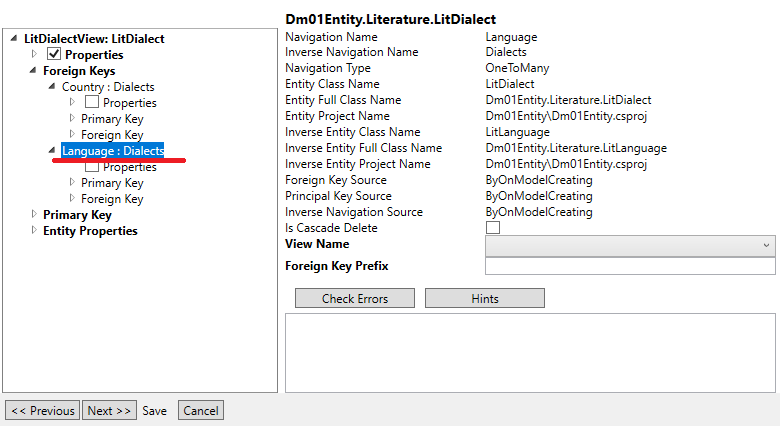 LitDialectView: LitDialect
Properties
Foreign Keys
Country : Dialects
Properties
Primary Key
Foreign Key
Language : Dialects
Properties
Primary Key
Foreign Key
Primary Key
Entity Properties
Dm01Entity.Literature.LitDialect
Navigation Name Language
Inverse Navigation Name Dialects
Navigation Type OneToMany
Entity Class Name LitDialect
Entity Full Class Name Dm01Entity.Literature.LitDialect
Entity Project Name Dm01Entity\Dm01Entity.csproj
Inverse Entity Class Name LitLanguage
Inverse Entity Full Class Name Dm01Entity.Literature.LitLanguage
Inverse Entity Project Name Dm01Entity\Dm01Entity.csproj
Foreign Key Source ByOnModelCreating
Principal Key Source ByOnModelCreating
Inverse Navigation Source ByOnModelCreating
Is Cascade Delete
View Name
Foreign Key Prefix
Check Errors Hints
<< Previous Next >> Save Cancel